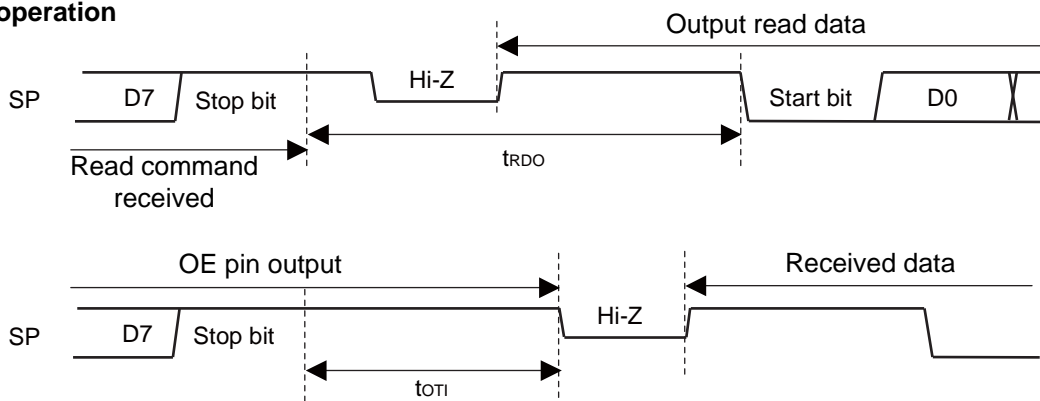 operation
Output read data
SP
D7
Stop bit
Hi-Z
Start bit
D0
tRDO
Read command
received
OE pin output
Received data
SP
D7
Stop bit
Hi-Z
tOTI